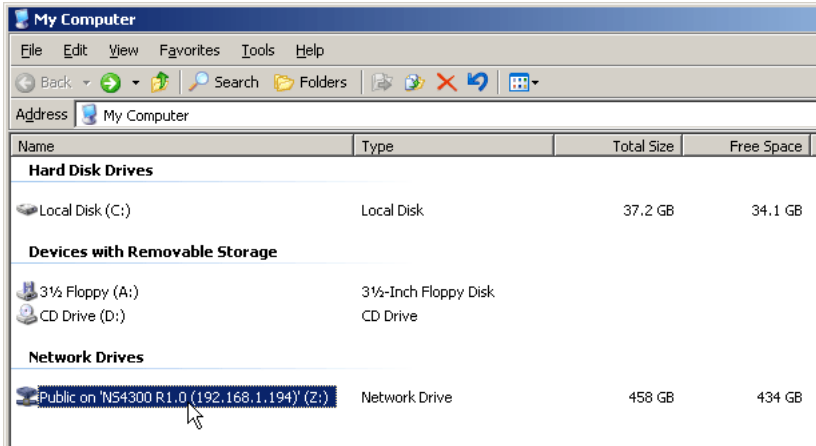 My Computer
File Edit View Favorites Tools Help
Back Search Folders
Address My Computer
Name Type Total Size Free Space
Hard Disk Drives
Local Disk (C:) Local Disk 37.2 GB 34.1 GB
Devices with Removable Storage
3½ Floppy (A:) 3½-Inch Floppy Disk
CD Drive (D:) CD Drive
Network Drives
Public on 'NS4300 R1.0 (192.168.1.194)' (Z:) Network Drive 458 GB 434 GB